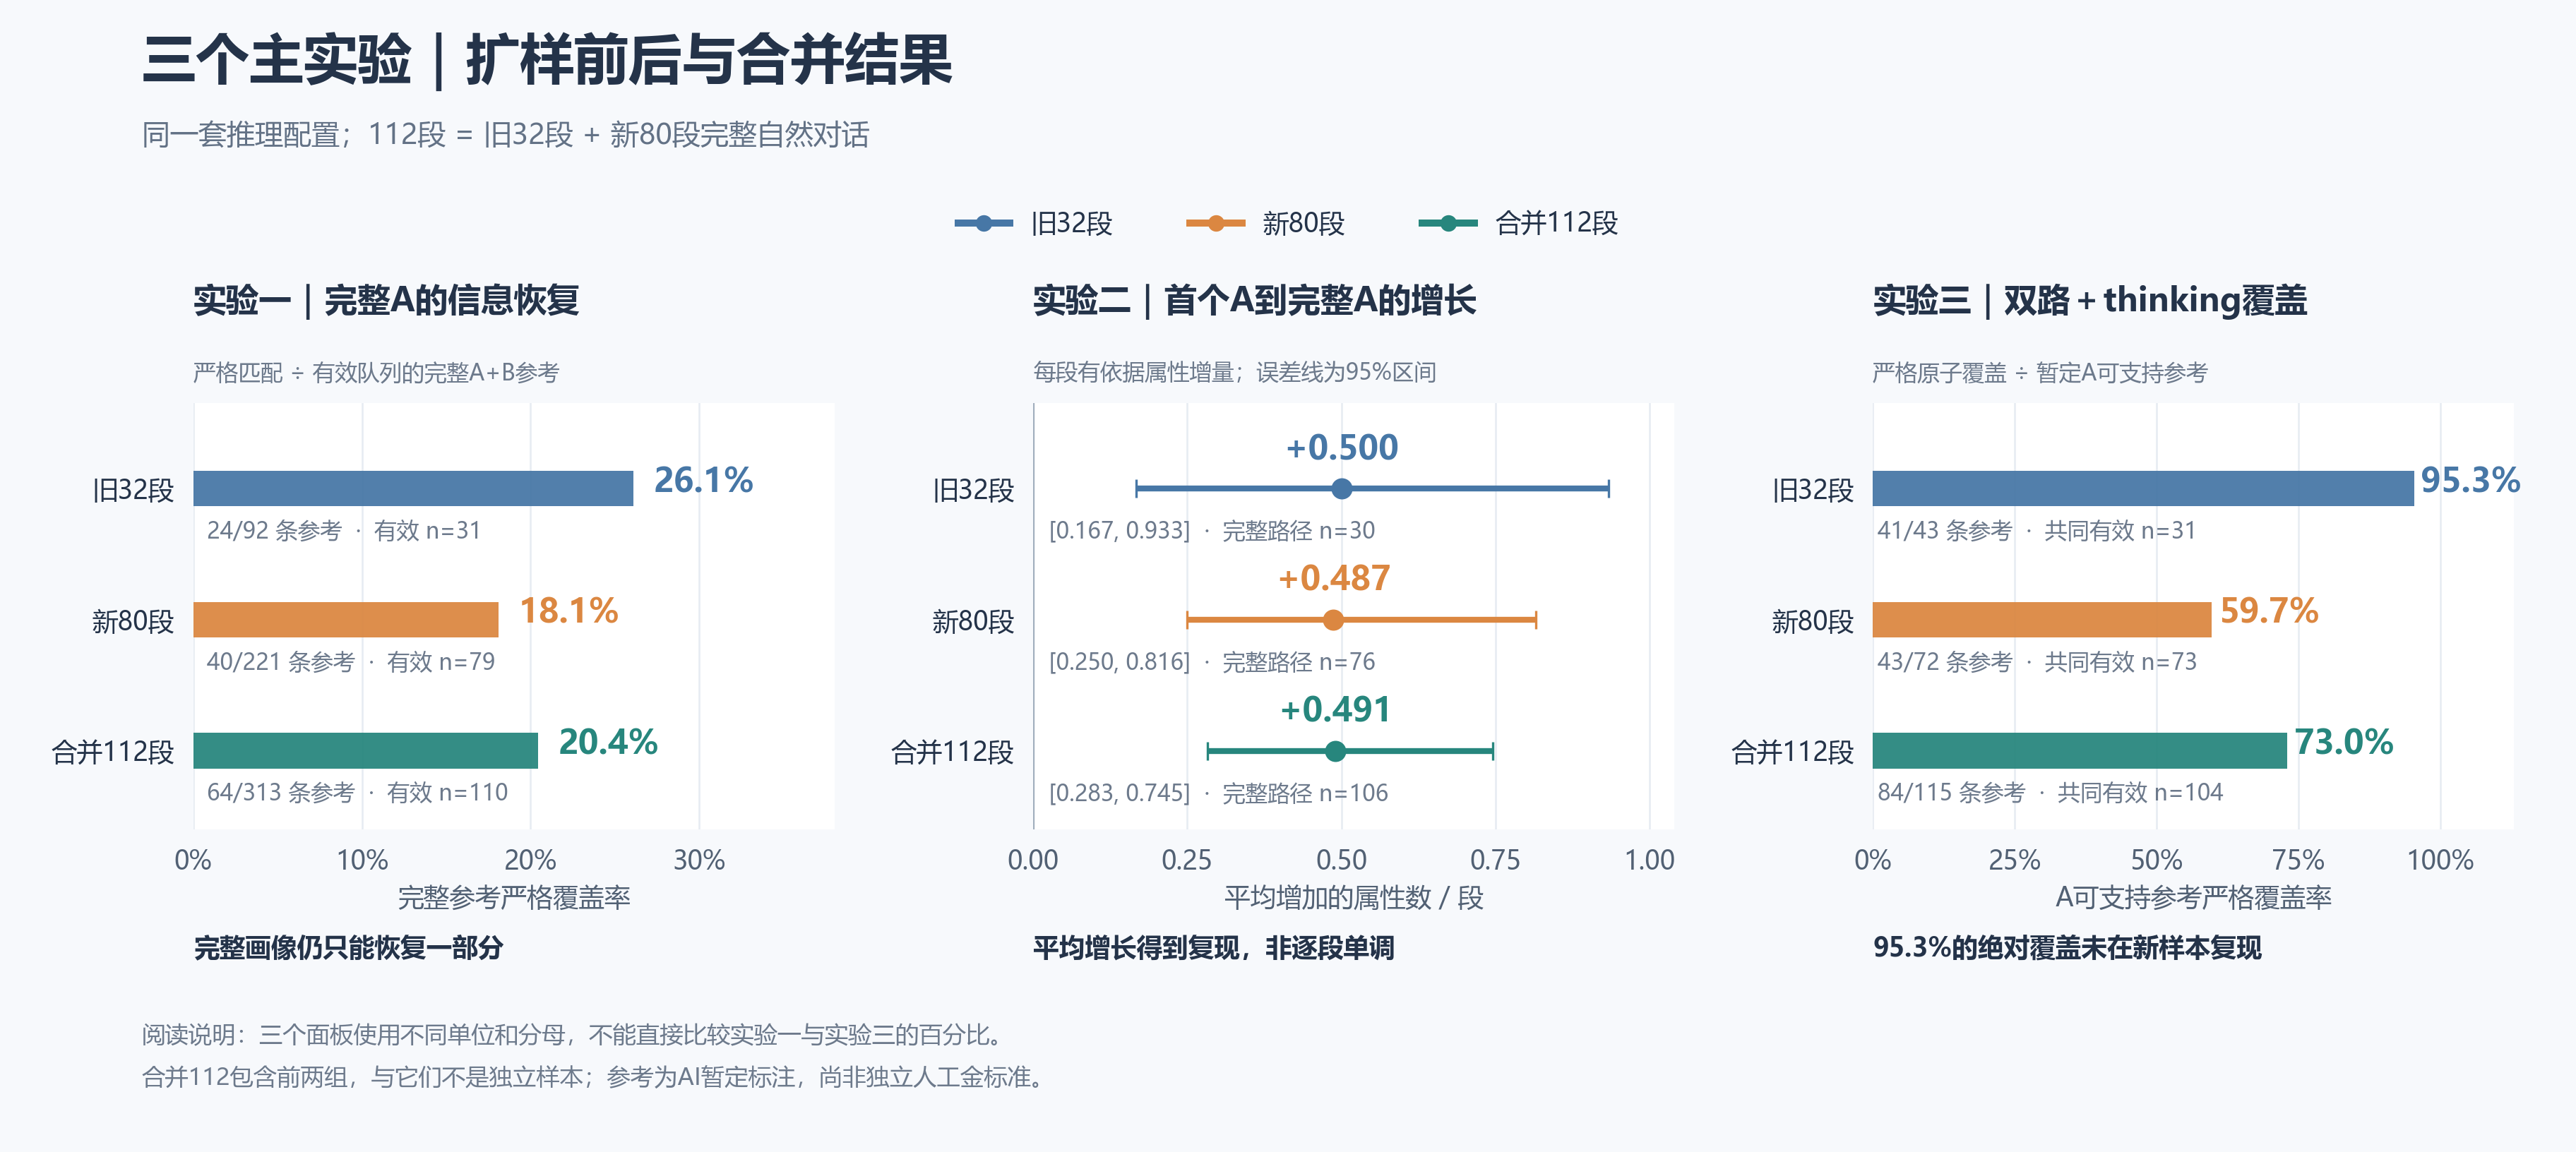 三个主实验｜扩样前后与合并结果
同一套推理配置；112段 = 旧32段 + 新80段完整自然对话
旧32段
新80段
合并112段
实验一｜完整A的信息恢复
严格匹配 ÷ 有效队列的完整A+B参考
旧32段
26.1%
24/92 条参考 · 有效 n=31
新80段
18.1%
40/221 条参考 · 有效 n=79
合并112段
20.4%
64/313 条参考 · 有效 n=110
0% 10% 20% 30%
完整参考严格覆盖率
完整画像仍只能恢复一部分
实验二｜首个A到完整A的增长
每段有依据属性增量；误差线为95%区间
+0.500
旧32段
[0.167, 0.933] · 完整路径 n=30
+0.487
新80段
[0.250, 0.816] · 完整路径 n=76
+0.491
合并112段
[0.283, 0.745] · 完整路径 n=106
0.00 0.25 0.50 0.75 1.00
平均增加的属性数 / 段
平均增长得到复现，非逐段单调
实验三｜双路＋thinking覆盖
严格原子覆盖 ÷ 暂定A可支持参考
旧32段
95.3%
41/43 条参考 · 共同有效 n=31
新80段
59.7%
43/72 条参考 · 共同有效 n=73
合并112段
73.0%
84/115 条参考 · 共同有效 n=104
0% 25% 50% 75% 100%
A可支持参考严格覆盖率
95.3%的绝对覆盖未在新样本复现
阅读说明：三个面板使用不同单位和分母，不能直接比较实验一与实验三的百分比。
合并112包含前两组，与它们不是独立样本；参考为AI暂定标注，尚非独立人工金标准。